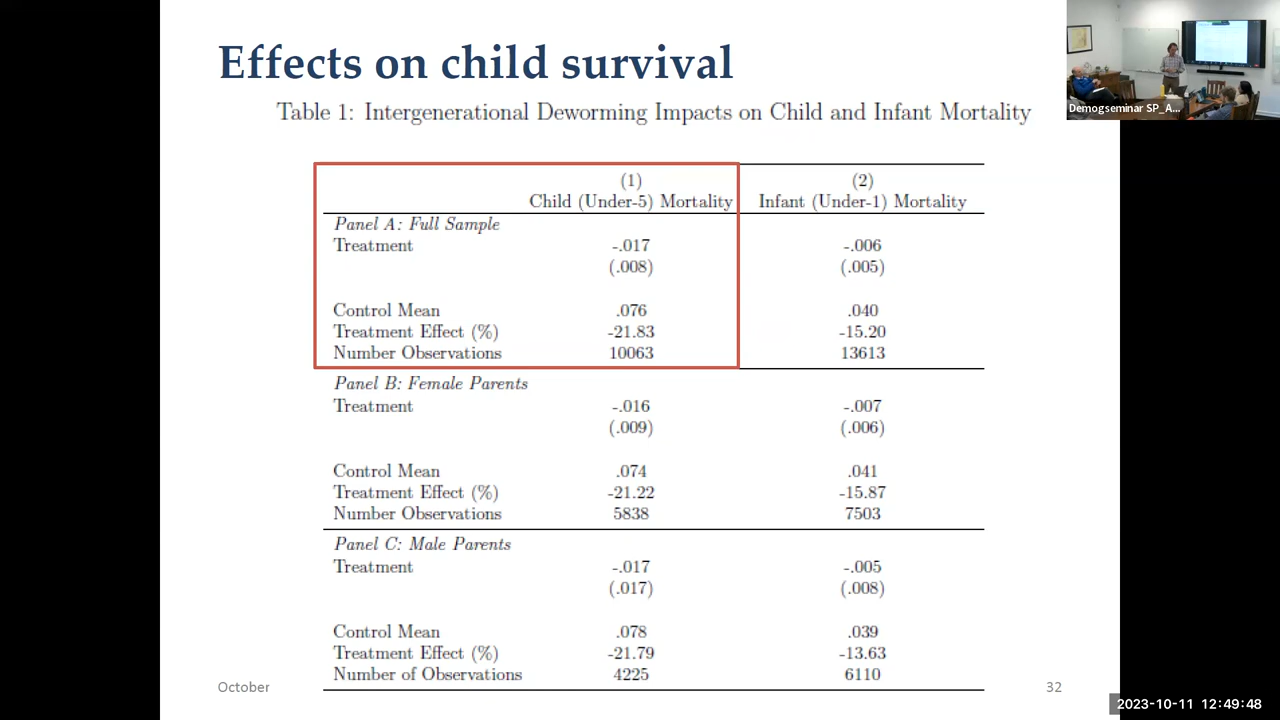 Effects on child survival
Table 1: Intergenerational Deworming Impacts on Child and Infant Mortality
(1) (2)
Child (Under-5) Mortality Infant (Under-1) Mortality
Panel A: Full Sample
Treatment -.017 -.006
(.008) (.005)
Control Mean .076 .040
Treatment Effect (%) -21.83 -15.20
Number Observations 10063 13613
Panel B: Female Parents
Treatment -.016 -.007
(.009) (.006)
Control Mean .074 .041
Treatment Effect (%) -21.22 -15.87
Number Observations 5838 7503
Panel C: Male Parents
Treatment -.017 -.005
(.017) (.008)
Control Mean .078 .039
Treatment Effect (%) -21.79 -13.63
Number of Observations 4225 6110
October 32
Demogseminar SP_A...
2023-10-11 12:49:48